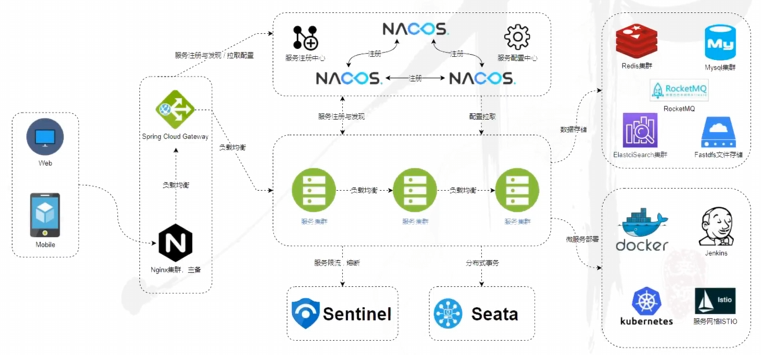 NACOS.
服务注册中心
服务配置中心
注册
注册
NACOS.
注册
NACOS.
服务注册与发现 / 拉取配置
服务注册与发现
配置拉取
Redis集群
Mysql集群
RocketMQ
RocketMQ
ElasticSearch集群
Fastdfs文件存储
数据存储
Spring Cloud Gateway
负载均衡
负载均衡
Web
Mobile
Nginx集群，主备
负载均衡
负载均衡
服务集群
服务集群
服务集群
微服务部署
服务限流，熔断
分布式事务
Sentinel
Seata
docker
Jenkins
kubernetes
Istio
服务网格ISTIO